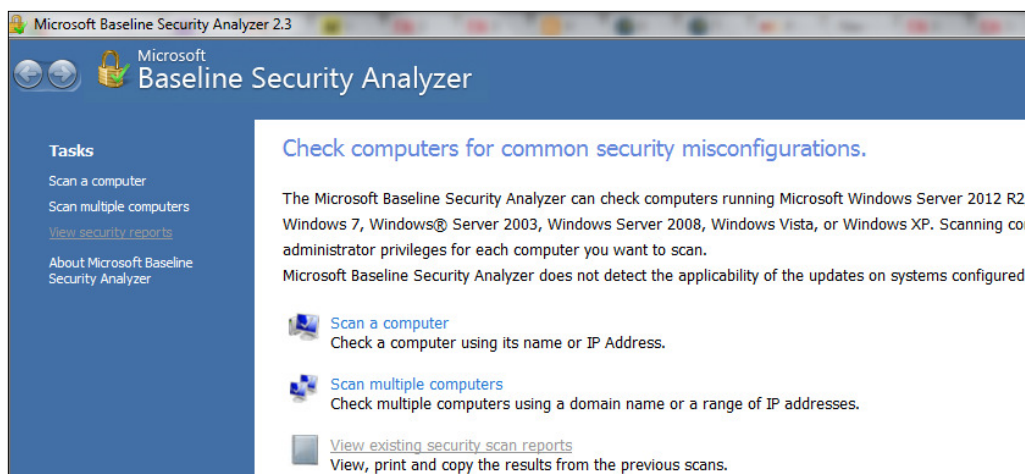 Microsoft Baseline Security Analyzer 2.3
Microsoft
Baseline Security Analyzer
Tasks
Scan a computer
Scan multiple computers
View security reports
About Microsoft Baseline
Security Analyzer
Check computers for common security misconfigurations.
The Microsoft Baseline Security Analyzer can check computers running Microsoft Windows Server 2012 R2
Windows 7, Windows® Server 2003, Windows Server 2008, Windows Vista, or Windows XP. Scanning
administrator privileges for each computer you want to scan.
Microsoft Baseline Security Analyzer does not detect the applicability of the updates on systems configured
Scan a computer
Check a computer using its name or IP Address.
Scan multiple computers
Check multiple computers using a domain name or a range of IP addresses.
View existing security scan reports
View, print and copy the results from the previous scans.